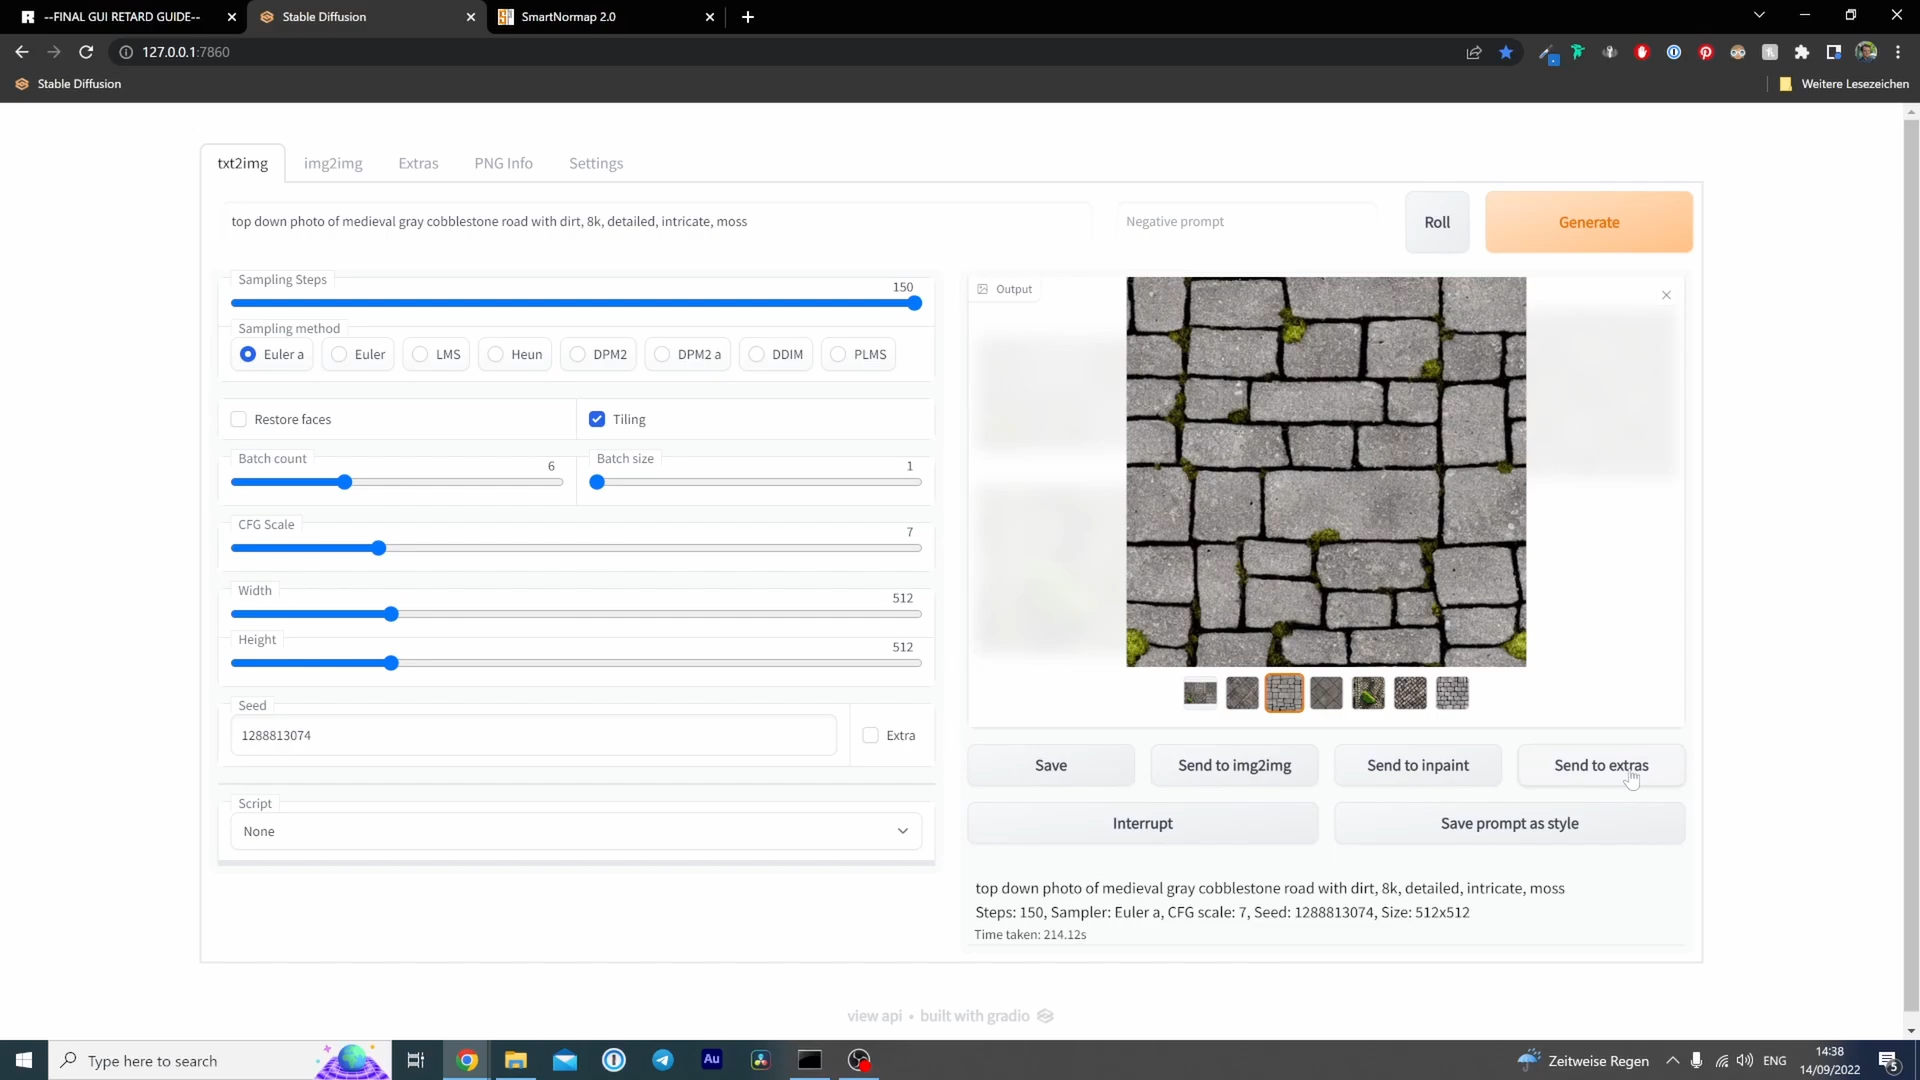 --FINAL GUI RETARD GUIDE--
Stable Diffusion
SmartNormap 2.0
127.0.0.1:7860
Stable Diffusion
Weitere Lesezeichen
txt2img
img2img
Extras
PNG Info
Settings
top down photo of medieval gray cobblestone road with dirt, 8k, detailed, intricate, moss
Negative prompt
Roll
Generate
Sampling Steps
150
Sampling method
Euler a
Euler
LMS
Heun
DPM2
DPM2 a
DDIM
PLMS
Restore faces
Tiling
Batch count
6
Batch size
1
CFG Scale
7
Width
512
Height
512
Seed
1288813074
Extra
Script
None
Output
Save
Send to img2img
Send to inpaint
Send to extras
Interrupt
Save prompt as style
top down photo of medieval gray cobblestone road with dirt, 8k, detailed, intricate, moss
Steps: 150, Sampler: Euler a, CFG scale: 7, Seed: 1288813074, Size: 512x512
Time taken: 214.12s
view api • built with gradio
Type here to search
Au
Zeitweise Regen
ENG
14:38
14/09/2022
5